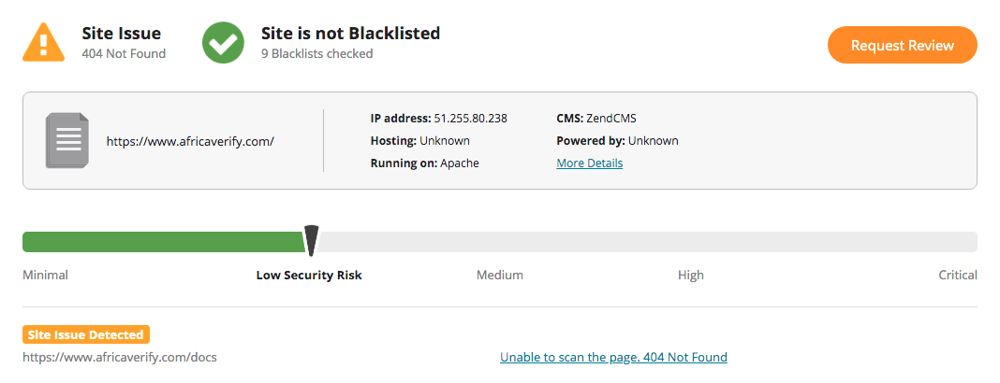 Site Issue
404 Not Found
Site is not Blacklisted
9 Blacklists checked
Request Review
https://www.africaverify.com/
IP address: 51.255.80.238
Hosting: Unknown
Running on: Apache
CMS: ZendCMS
Powered by: Unknown
More Details
Minimal
Low Security Risk
Medium
High
Critical
Site Issue Detected
https://www.africaverify.com/docs
Unable to scan the page. 404 Not Found